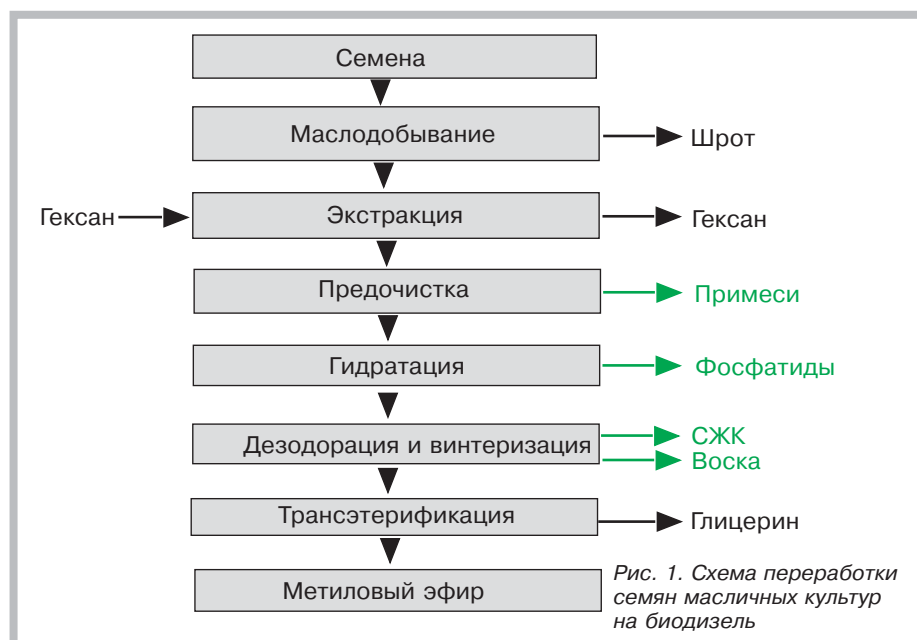 Семена
Маслодобывание
Шрот
Гексан
Экстракция
Гексан
Предочистка
Примеси
Гидратация
Фосфатиды
Дезодорация и винтеризация
СЖК
Воска
Трансэтерификация
Глицерин
Метиловый эфир
Рис. 1. Схема переработки
семян масличных культур
на биодизель